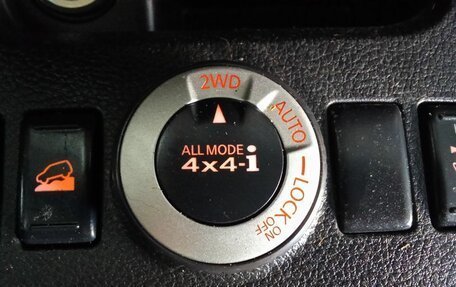 2WD
AUTO
LOCK
ON
OFF
ALL MODE
4x4-i